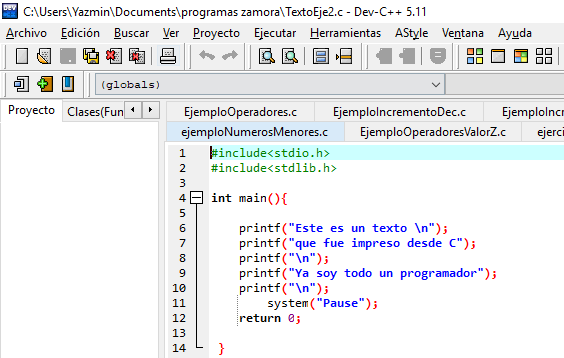 C:\Users\Yazmin\Documents\programas zamora\TextoEje2.c - Dev-C++ 5.11
Archivo Edición Buscar Ver Proyecto Ejecutar Herramientas AStyle Ventana Ayuda
(globals)
Proyecto Clases(Fun
EjemploOperadores.c EjemploIncrementoDec.c EjemploIncr
ejemploNumerosMenores.c EjemploOperadoresValorZ.c ejerci
1 #include<stdio.h>
2 #include<stdlib.h>
3
4 int main(){
5
6 printf("Este es un texto \n");
7 printf("que fue impreso desde C");
8 printf("\n");
9 printf("Ya soy todo un programador");
10 printf("\n");
11 system("Pause");
12 return 0;
13
14 }